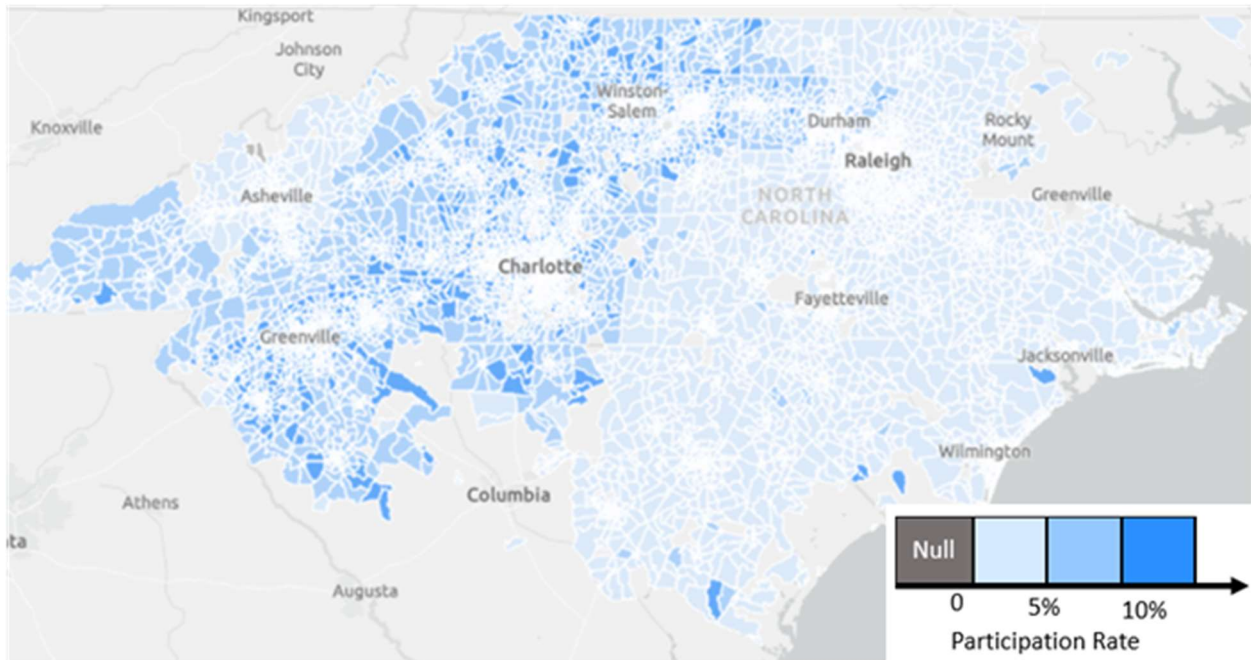 Kingsport
Johnson
City
Knoxville
Winston-
Salem
Durham
Rocky
Mount
Raleigh
Asheville
NORTH
CAROLINA
Greenville
Charlotte
Fayetteville
Greenville
Jacksonville
Wilmington
Columbia
Athens
ta
Augusta
Null
0
5%
10%
Participation Rate